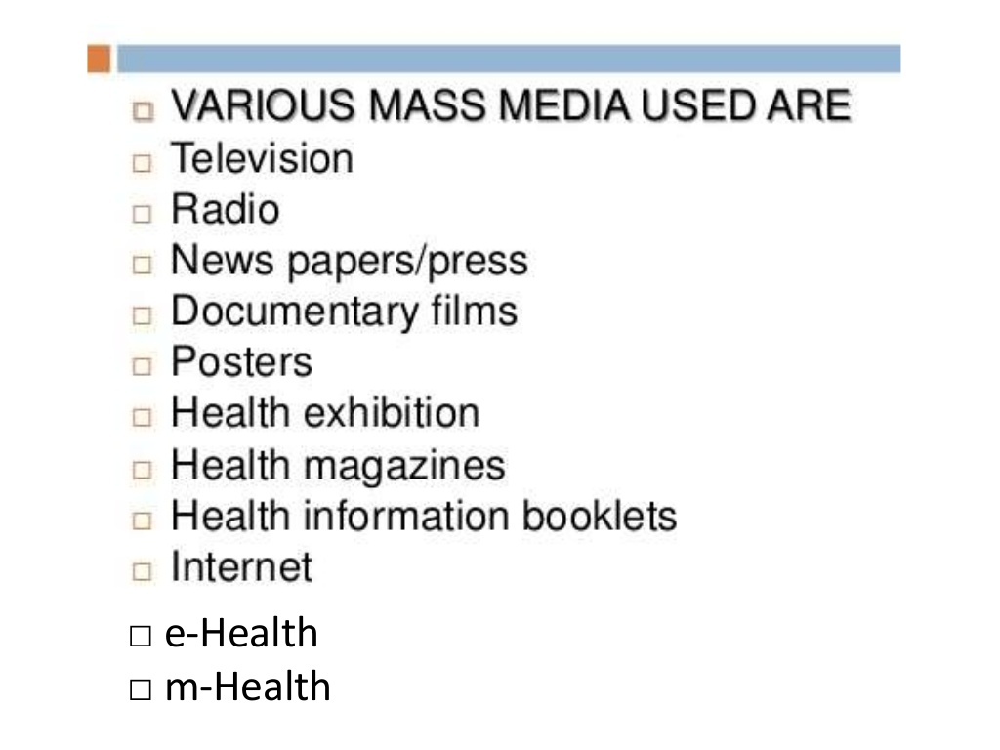 VARIOUS MASS MEDIA USED ARE
Television
Radio
News papers/press
Documentary films
Posters
Health exhibition
Health magazines
Health information booklets
Internet
e-Health
m-Health